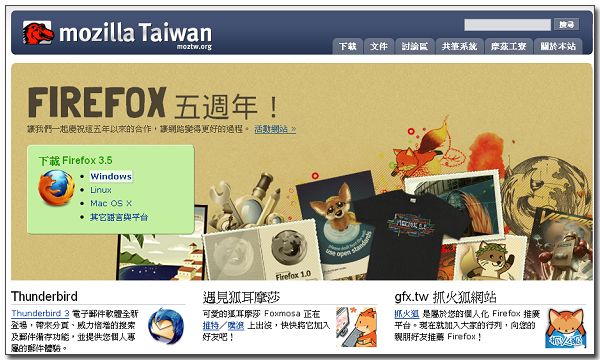 mozilla Taiwan
moztw.org
搜尋
下載 文件 討論區 共筆系統 摩茲工寮 關於本站
FIREFOX 五週年！
讓我們一起慶祝這五年以來的合作，讓網路變得更好的過程。 活動網站 »
下載 Firefox 3.5
Windows
Linux
Mac OS X
其它語言與平台
please don't forget
use open standards
Firefox 1.0
Thunderbird
Thunderbird 3 電子郵件軟體全新
登場，帶來分頁、威力倍增的搜索
及郵件備存功能，並提供您個人專
屬的郵件體驗。
遇見狐耳摩莎
可愛的狐耳摩莎 Foxmosa 正在
推特／噗浪 上出沒，快快將它加入
好友吧！
gfx.tw 抓火狐網站
抓火狐 是屬於您的個人化 Firefox 推廣
平台。現在就加入大家的行列，向您的
親朋好友推薦 Firefox！
抓火狐